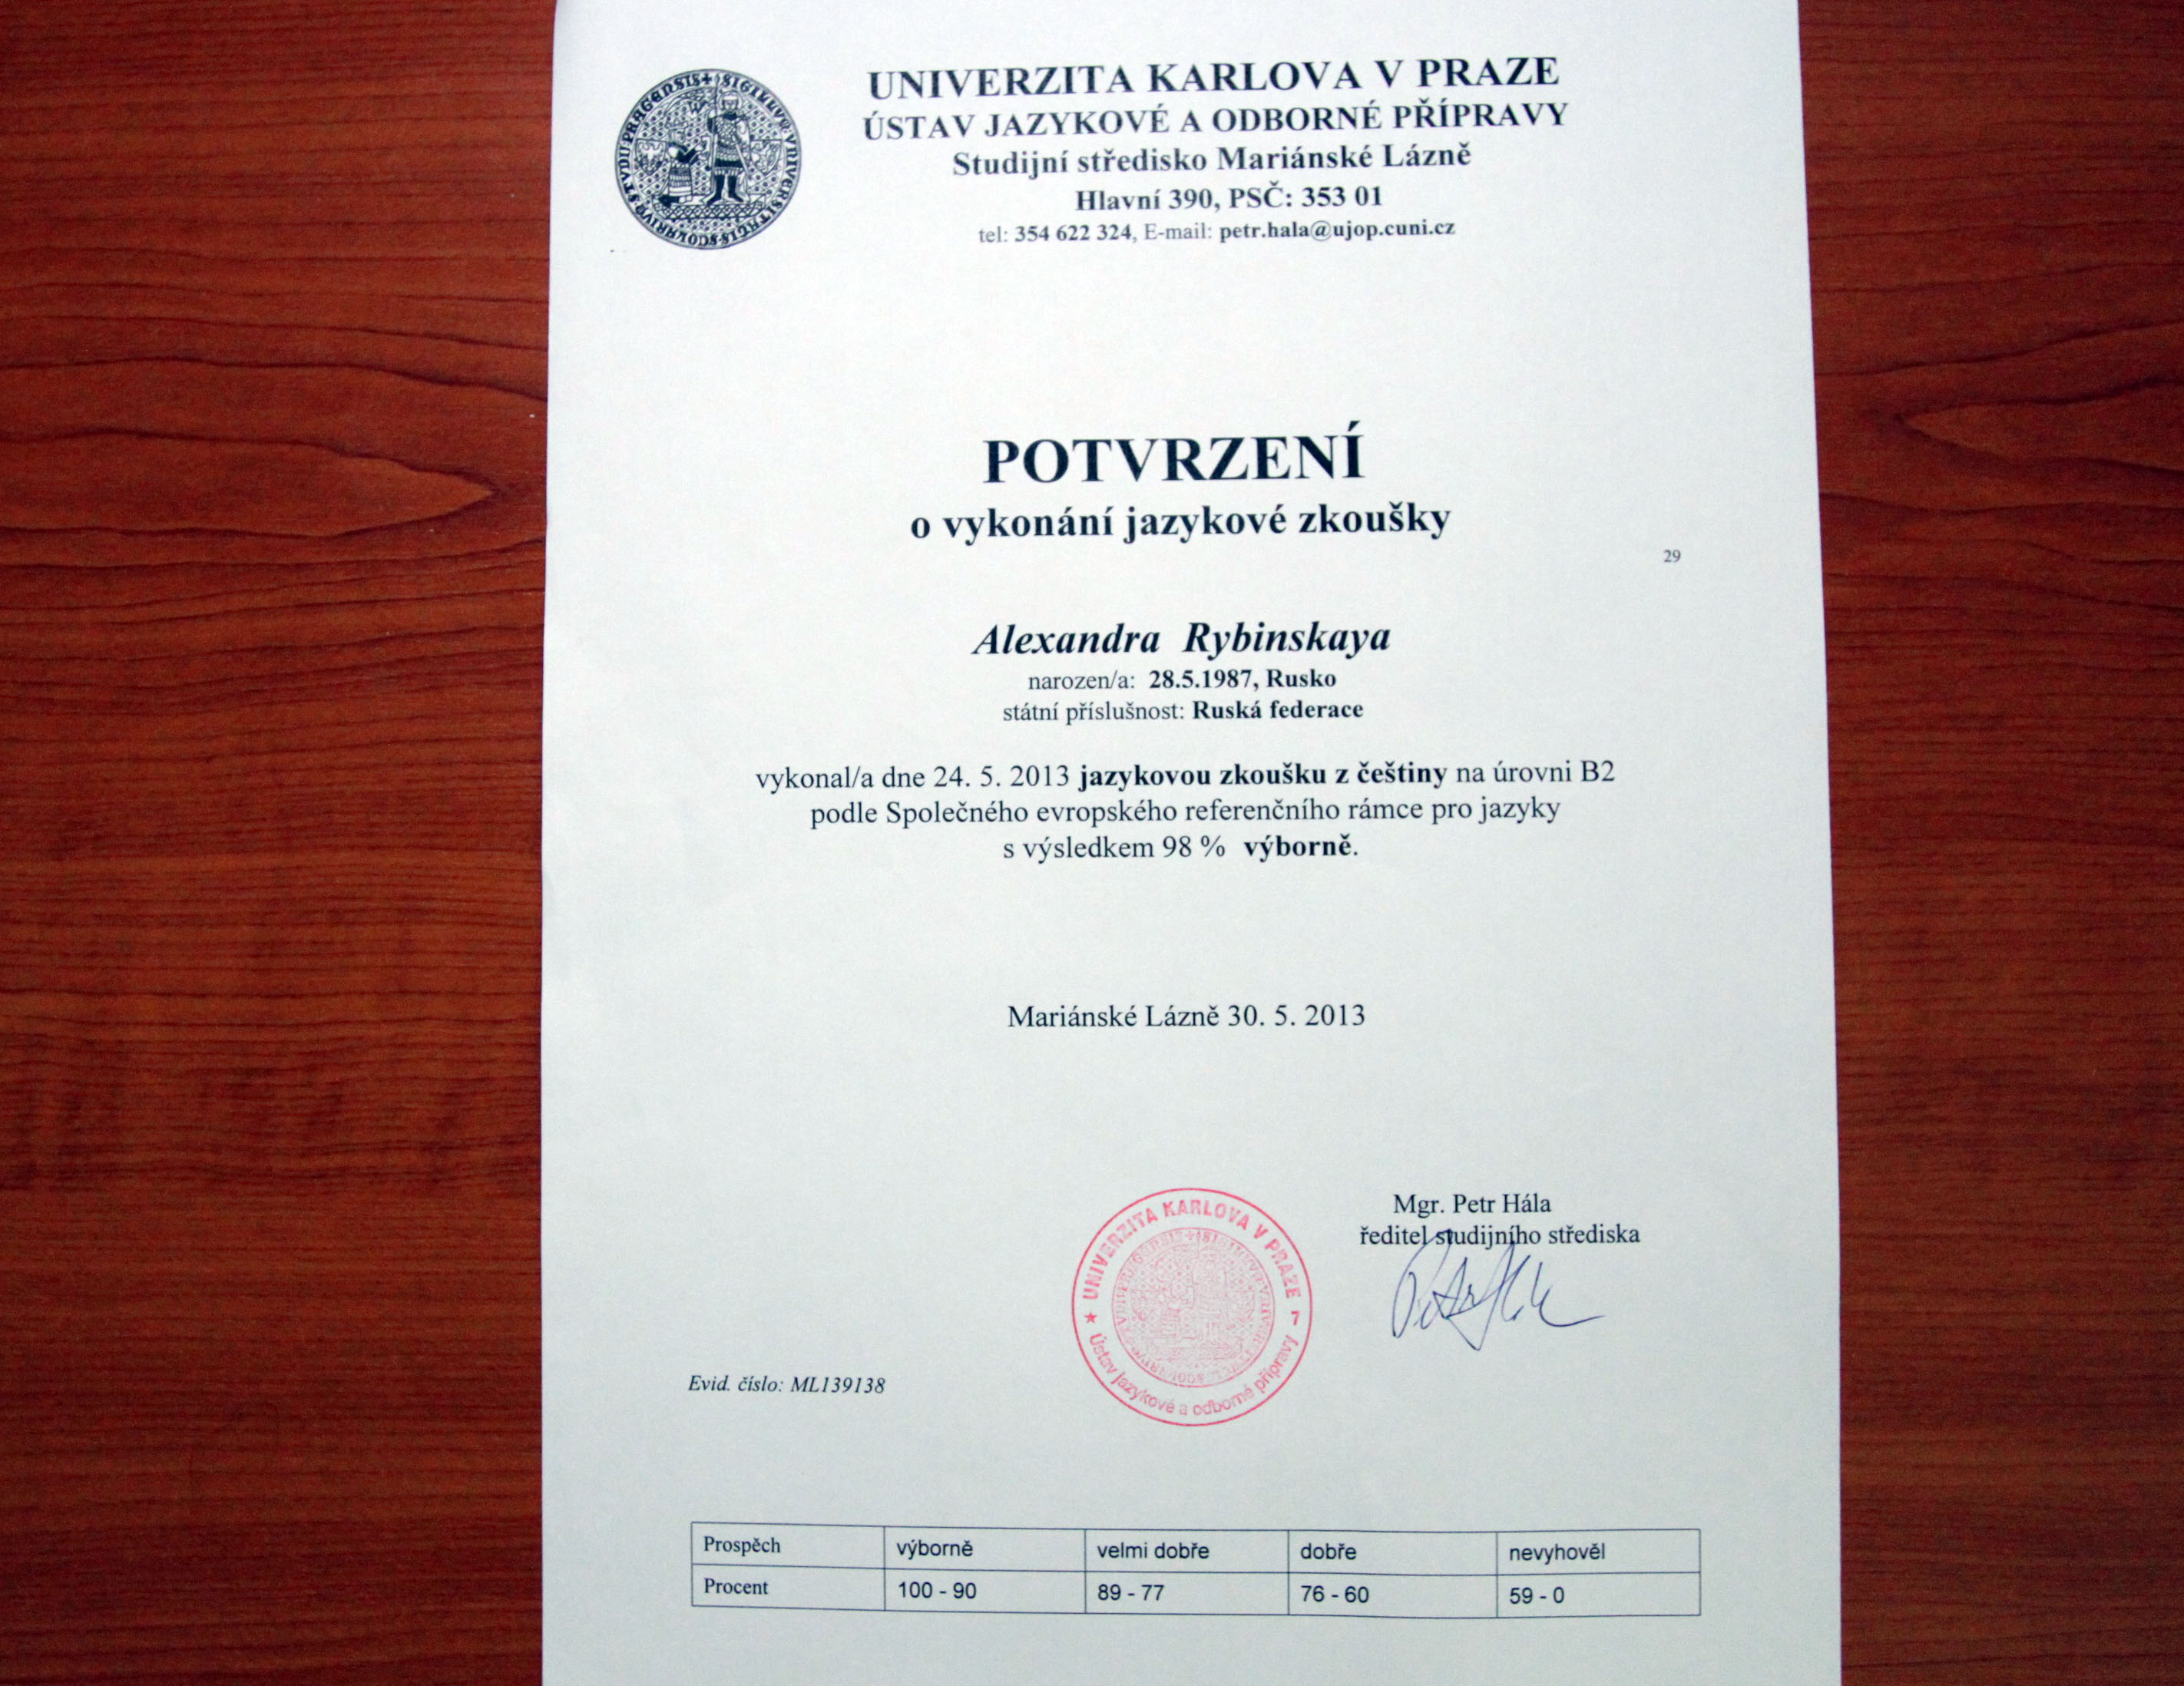 UNIVERZITA KARLOVA V PRAZE
ÚSTAV JAZYKOVÉ A ODBORNÉ PŘÍPRAVY
Studijní středisko Mariánské Lázně
Hlavní 390, PSČ: 353 01
tel: 354 622 324, E-mail: petr.hala@ujop.cuni.cz
POTVRZENÍ
o vykonání jazykové zkoušky
29
Alexandra Rybinskaya
narozen/a: 28.5.1987, Rusko
státní příslušnost: Ruská federace
vykonal/a dne 24. 5. 2013 jazykovou zkoušku z češtiny na úrovni B2
podle Společného evropského referenčního rámce pro jazyky
s výsledkem 98 % výborně.
Mariánské Lázně 30. 5. 2013
Mgr. Petr Hála
ředitel studijního střediska
UNIVERZITA KARLOVA V PRAZE 7
Ústav jazykové a odborné přípravy
Evid. číslo: ML139138
Prospěch výborně velmi dobře dobře nevyhověl
Procent 100 - 90 89 - 77 76 - 60 59 - 0